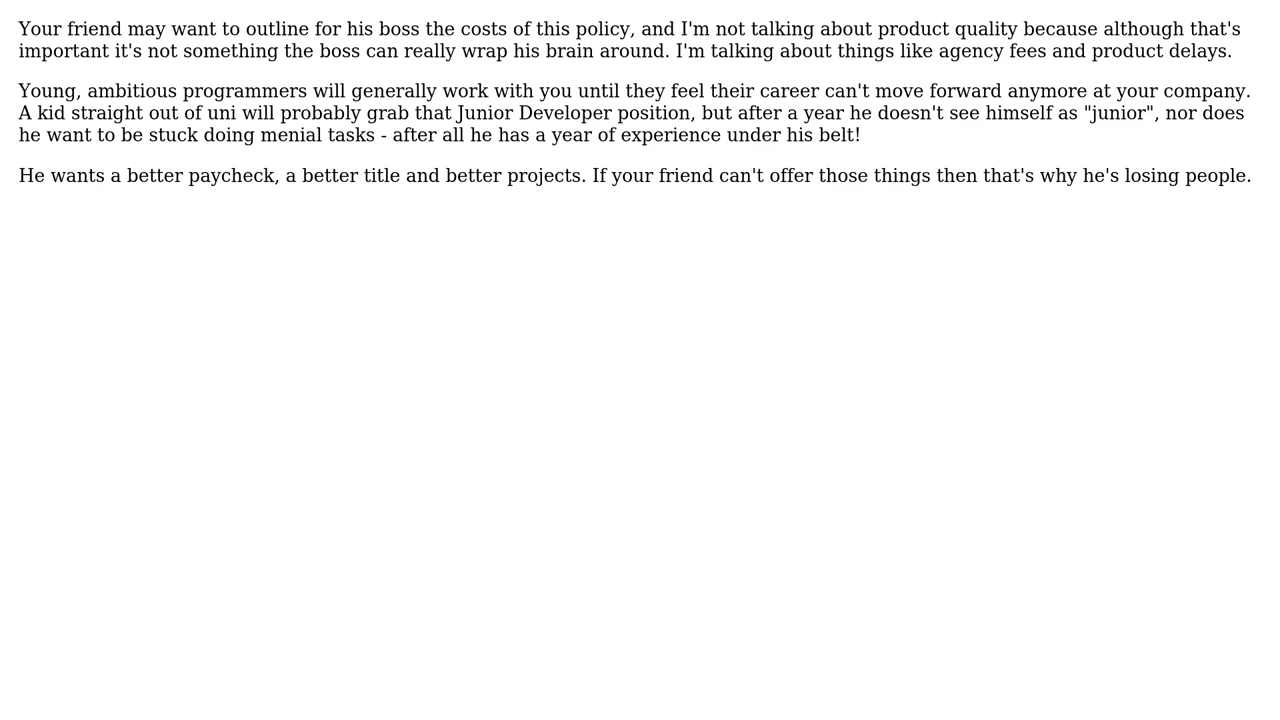 Your friend may want to outline for his boss the costs of this policy, and I'm not talking about product quality because although that's
important it's not something the boss can really wrap his brain around. I'm talking about things like agency fees and product delays.
Young, ambitious programmers will generally work with you until they feel their career can't move forward anymore at your company.
A kid straight out of uni will probably grab that Junior Developer position, but after a year he doesn't see himself as "junior", nor does
he want to be stuck doing menial tasks - after all he has a year of experience under his belt!
He wants a better paycheck, a better title and better projects. If your friend can't offer those things then that's why he's losing people.